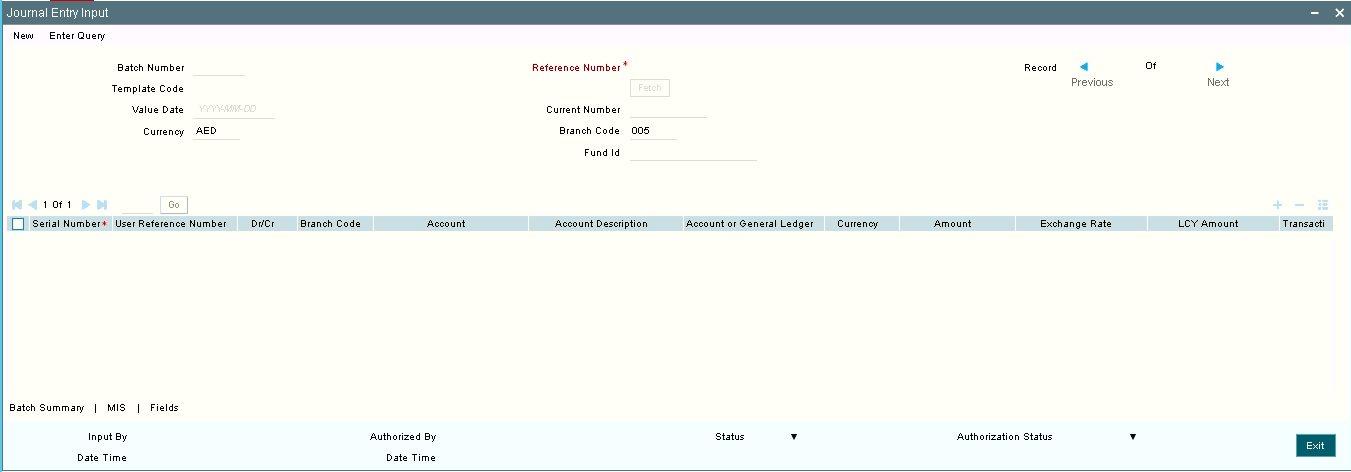 Journal Entry Input
New Enter Query
Batch Number Reference Number * Record Of
Previous Next
Template Code Fetch
Value Date YYYY-MM-DD Current Number
Currency AED Branch Code 005
Fund Id
1 Of 1 Go
Serial Number* User Reference Number Dr/Cr Branch Code Account Account Description Account or General Ledger Currency Amount Exchange Rate LCY Amount Transacti
Batch Summary | MIS | Fields
Input By Authorized By Status Authorization Status Exit
Date Time Date Time